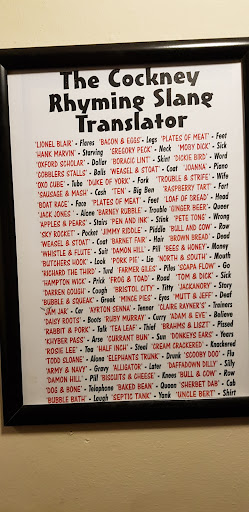 The Cockney
Rhyming Slang
Translator
'LIONEL BLAIR' - Flares 'BACON & EGGS' - Legs 'PLATES OF MEAT' - Feet
'HANK MARVIN' - Starving 'GREGORY PECK' - Neck 'MOBY DICK' - Sick
'OXFORD SCHOLAR' - Dollar 'BORACIC LINT' - Skint 'DICKIE BIRD' - Word
'COBBLERS STALLS' - Balls 'WEASEL & STOAT' - Coat 'JOANNA' - Piano
'OXO CUBE' - Tube 'DUKE OF YORK' - Fork 'TROUBLE & STRIFE' - Wife
'SAUSAGE & MASH' - Cash 'TEN' - Big Ben 'RASPBERRY TART' - Fart
'BOAT RACE' - Face 'PLATES OF MEAT' - Feet 'LOAF OF BREAD' - Head
'JACK JONES' - Alone 'BARNEY RUBBLE' - Trouble 'GINGER BEER' - Queer
'APPLES & PEARS' - Stairs 'PEN AND INK' - Stink 'PETE TONG' - Wrong
'SKY ROCKET' - Pocket 'JIMMY RIDDLE' - Piddle 'BULL AND COW' - Row
'WEASEL & STOAT' - Coat 'BARNET FAIR' - Hair 'BROWN BREAD' - Dead
'WHISTLE & FLUTE' - Suit 'DAMON HILL' - Pill 'BEES & HONEY' - Money
'BUTCHERS HOOK' - Look 'PORK PIE' - Lie 'NORTH & SOUTH' - Mouth
'RICHARD THE THIRD' - Turd 'FARMER GILES' - Piles 'SCAPA FLOW' - Go
'HAMPTON WICK' - Prick 'FROG & TOAD' - Road 'TOM & DICK' - Sick
'DARREN GOUGH' - Cough 'BRISTOL CITY' - Titty 'JACKANORY' - Story
'BUBBLE & SQUEAK' - Greek 'MINCE PIES' - Eyes 'MUTT & JEFF' - Deaf
'JAM JAR' - Car 'AYRTON SENNA' - Tenner 'CLAIRE RAYNER'S' - Trainers
'DAISY ROOTS' - Boots 'RUBY MURRAY' - Curry 'ADAM & EVE' - Believe
'RABBIT & PORK' - Talk 'TEA LEAF' - Thief 'BRAHMS & LISZT' - Pissed
'KHYBER PASS' - Arse 'CURRANT BUN' - Sun 'DONKEYS EARS' - Years
'ROSIE LEE' - Tea 'HALF INCH' - Steal 'CREAM CRACKERED' - Knackered
'TODD SLOANE' - Alone 'ELEPHANTS TRUNK' - Drunk 'SCOOBY DOO' - Flu
'ARMY & NAVY' - Gravy 'ALLIGATOR' - Later 'DAFFADOWN DILLY' - Silly
'DAMON HILL' - Pill 'BISCUITS & CHEESE' - Knees 'BULL & COW' - Row
'DOG & BONE' - Telephone 'BAKED BEAN' - Queen 'SHERBET DAB' - Cab
'BUBBLE BATH' - Laugh 'SEPTIC TANK' - Yank 'UNCLE BERT' - Shirt